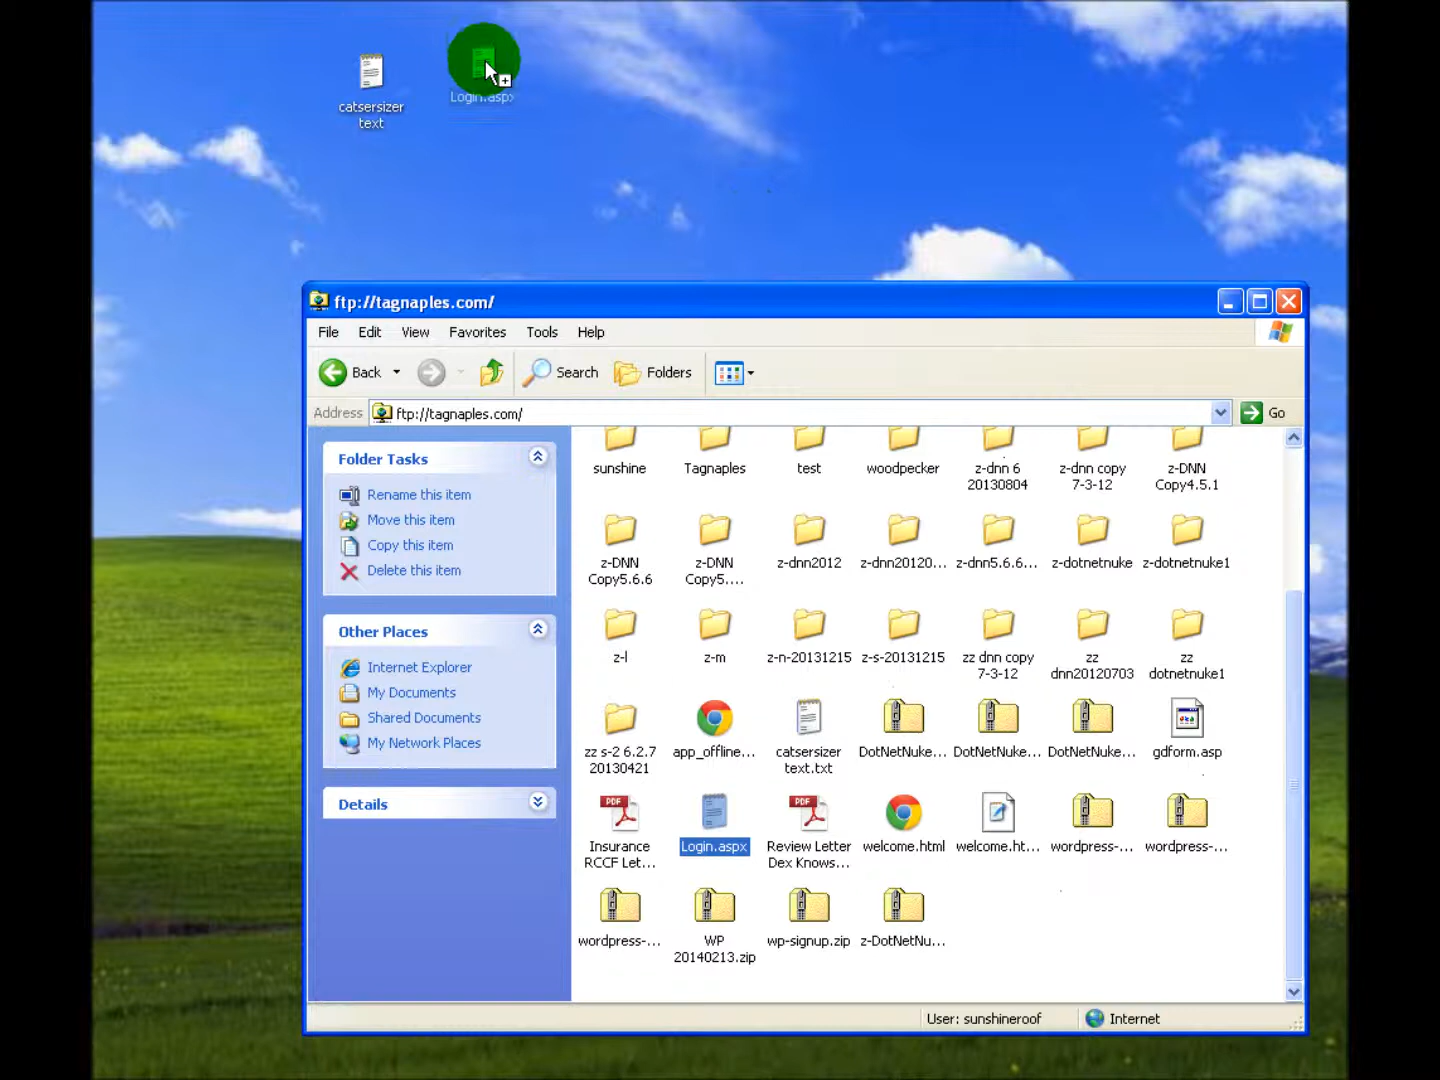 catsersizer
text
Login.aspx
ftp://tagnaples.com/
File Edit View Favorites Tools Help
Back Search Folders
Address ftp://tagnaples.com/ Go
Folder Tasks
Rename this item
Move this item
Copy this item
Delete this item
Other Places
Internet Explorer
My Documents
Shared Documents
My Network Places
Details
sunshine Tagnaples test woodpecker z-dnn 6 z-dnn copy z-DNN
20130804 7-3-12 Copy4.5.1
z-DNN z-DNN z-dnn2012 z-dnn20120... z-dnn5.6.6... z-dotnetnuke z-dotnetnuke1
Copy5.6.6 Copy5....
z-l z-m z-n-20131215 z-s-20131215 zz dnn copy zz zz
7-3-12 dnn20120703 dotnetnuke1
zz s-2 6.2.7 app_offline... catsersizer DotNetNuke... DotNetNuke... DotNetNuke... gdform.asp
20130421 text.txt
PDF PDF
Insurance Login.aspx Review Letter welcome.html welcome.ht... wordpress-... wordpress-...
RCCF Let... Dex Knows...
wordpress-... WP wp-signup.zip z-DotNetNu...
20140213.zip
User: sunshineroof Internet